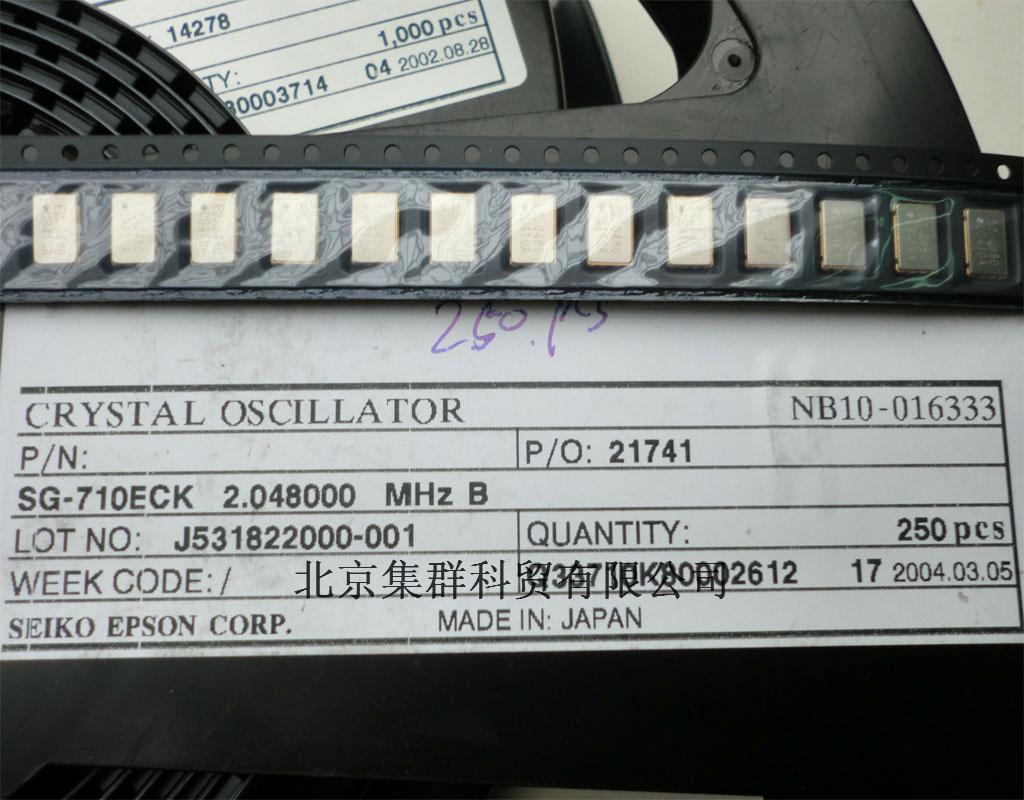 14278
1,000 pcs
TY:
80003714 04 2002.08.28
250.pcs
CRYSTAL OSCILLATOR NB10-016333
P/N: P/O: 21741
SG-710ECK 2.048000 MHz B
LOT NO: J531822000-001 QUANTITY: 250 pcs
WEEK CODE: / 0002612 17 2004.03.05
北京集群科贸有限公司
SEIKO EPSON CORP. MADE IN: JAPAN